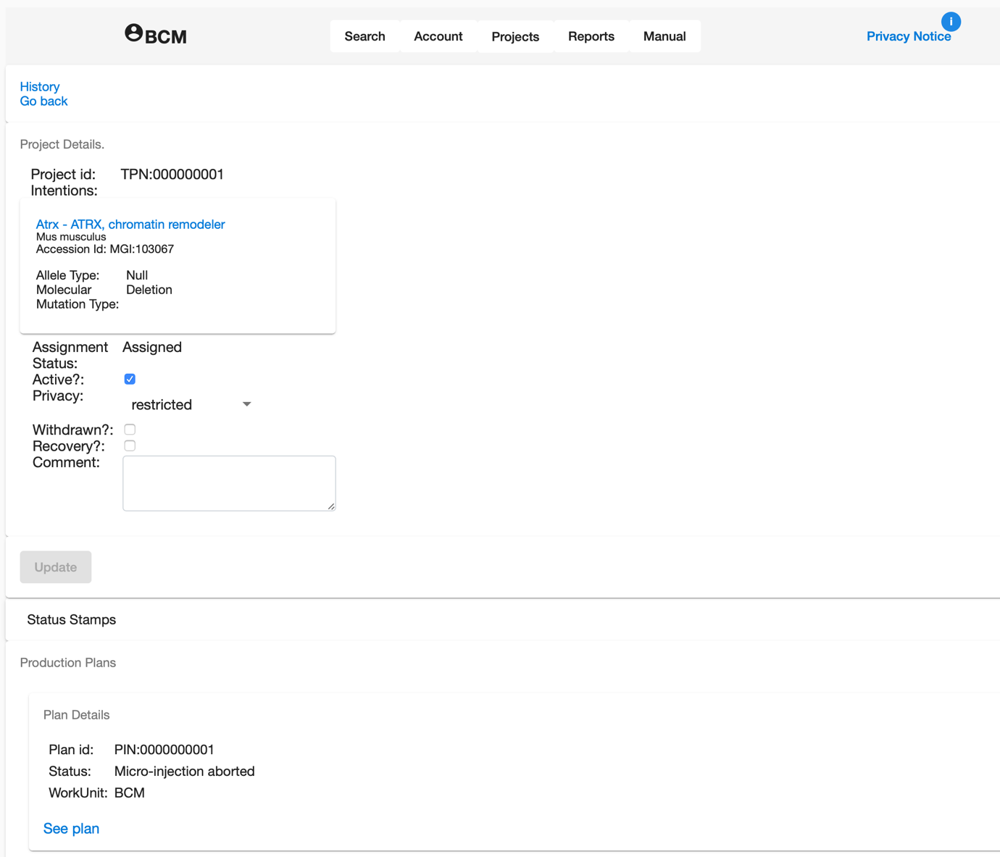 BCM
Search Account Projects Reports Manual
i
Privacy Notice
History
Go back
Project Details.
Project id: TPN:000000001
Intentions:
Atrx - ATRX, chromatin remodeler
Mus musculus
Accession Id: MGI:103067
Allele Type: Null
Molecular Deletion
Mutation Type:
Assignment Assigned
Status:
Active?:
Privacy:
restricted
Withdrawn?:
Recovery?:
Comment:
Update
Status Stamps
Production Plans
Plan Details
Plan id: PIN:0000000001
Status: Micro-injection aborted
WorkUnit: BCM
See plan